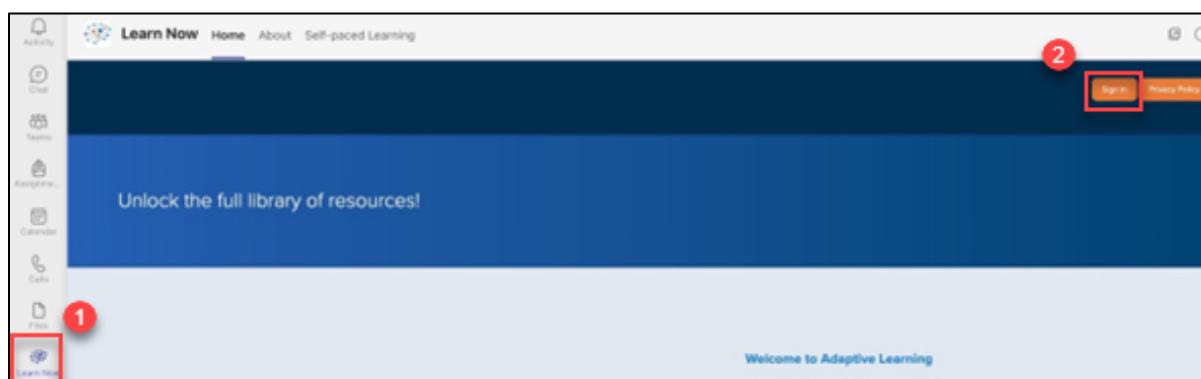 Activity
Learn Now Home About Self-paced Learning
2
Chat
Sign in Privacy Policy
Teams
Assignme...
Unlock the full library of resources!
Calendar
Calls
Files
1
Learn Now
Welcome to Adaptive Learning